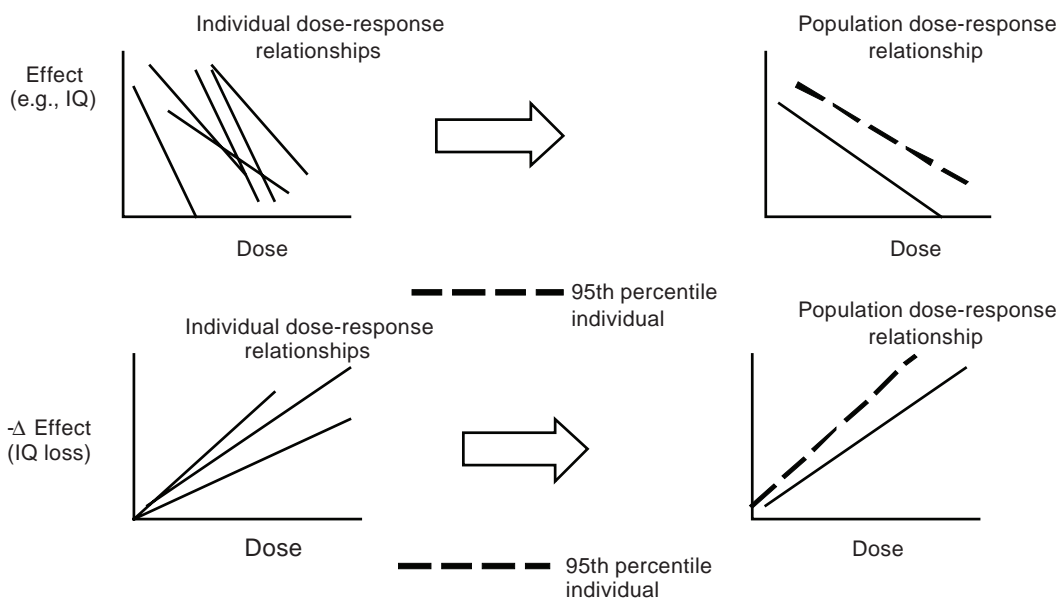 Individual dose-response
relationships
Population dose-response
relationship
Effect
(e.g., IQ)
Dose
Dose
95th percentile
individual
Individual dose-response
relationships
Population dose-response
relationship
-Δ Effect
(IQ loss)
Dose
Dose
95th percentile
individual